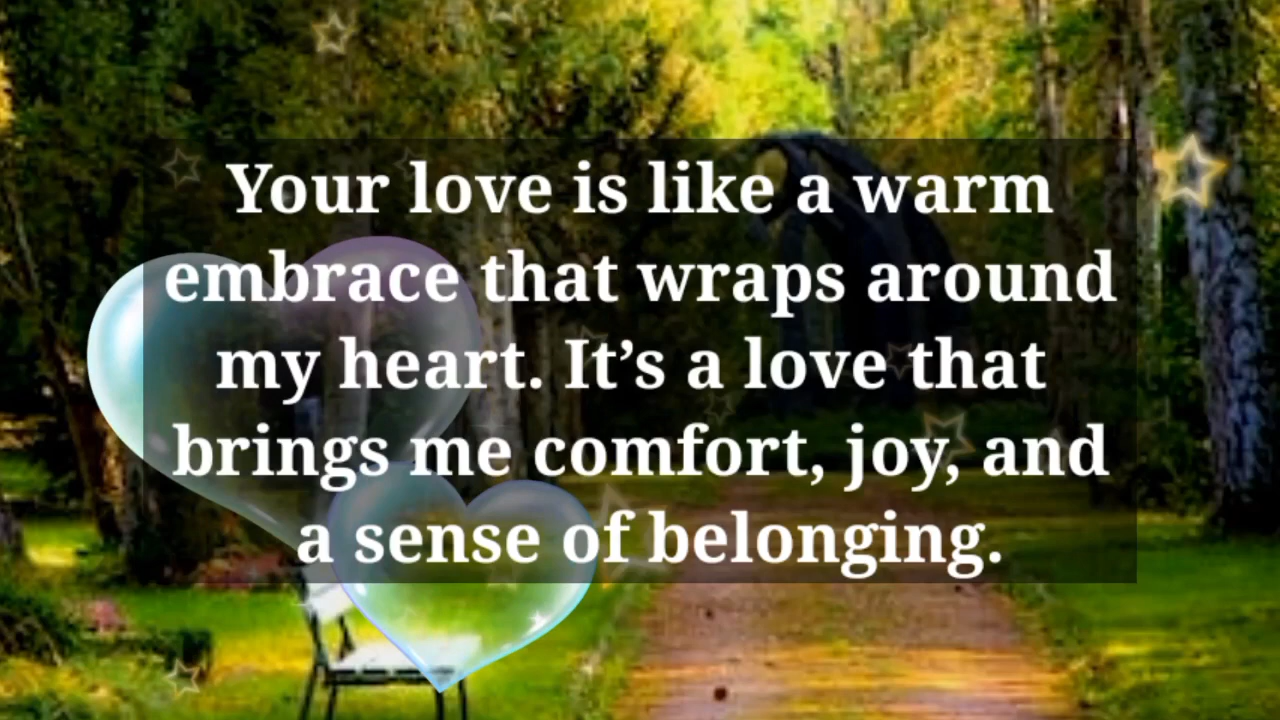 Your love is like a warm
embrace that wraps around
my heart. It’s a love that
brings me comfort, joy, and
a sense of belonging.